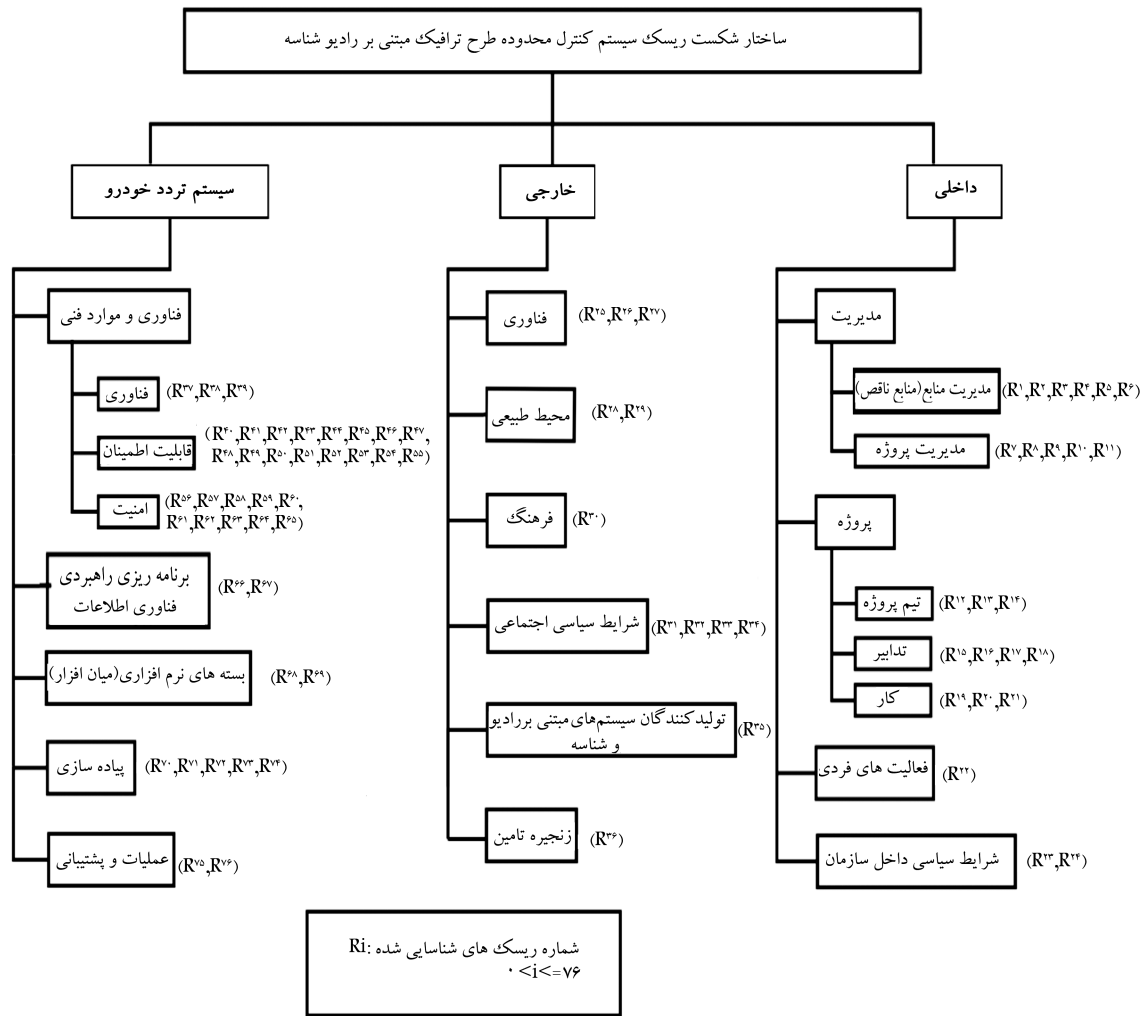 ساختار شکست ریسک سیستم کنترل محدوده طرح ترافیک مبتنی بر رادیو شناسه
داخلی
خارجی
سیستم تردد خودرو
مدیریت
مدیریت منابع(منابع ناقص)
(R۱,R۲,R۳,R۴,R۵,R۶)
مدیریت پروژه
(R۷,R۸,R۹,R۱۰,R۱۱)
پروژه
تیم پروژه
(R۱۲,R۱۳,R۱۴)
تدابیر
(R۱۵,R۱۶,R۱۷,R۱۸)
کار
(R۱۹,R۲۰,R۲۱)
فعالیت های فردی
(R۲۲)
شرایط سیاسی داخل سازمان
(R۲۳,R۲۴)
فناوری
(R۲۵,R۲۶,R۲۷)
محیط طبیعی
(R۲۸,R۲۹)
فرهنگ
(R۳۰)
شرایط سیاسی اجتماعی
(R۳۱,R۳۲,R۳۳,R۳۴)
تولیدکنندگان سیستم‌های مبتنی بررادیو
و شناسه
(R۳۵)
زنجیره تامین
(R۳۶)
فناوری و موارد فنی
فناوری
(R۳۷,R۳۸,R۳۹)
قابلیت اطمینان
(R۴۰,R۴۱,R۴۲,R۴۳,R۴۴,R۴۵,R۴۶,R۴۷,
R۴۸,R۴۹,R۵۰,R۵۱,R۵۲,R۵۳,R۵۴,R۵۵)
امنیت
(R۵۶,R۵۷,R۵۸,R۵۹,R۶۰,
R۶۱,R۶۲,R۶۳,R۶۴,R۶۵)
برنامه ریزی راهبردی
فناوری اطلاعات
(R۶۶,R۶۷)
بسته های نرم افزاری(میان افزار)
(R۶۸,R۶۹)
پیاده سازی
(R۷۰,R۷۱,R۷۲,R۷۳,R۷۴)
عملیات و پشتیبانی
(R۷۵,R۷۶)
شماره ریسک های شناسایی شده :Ri
۰<i<=۷۶